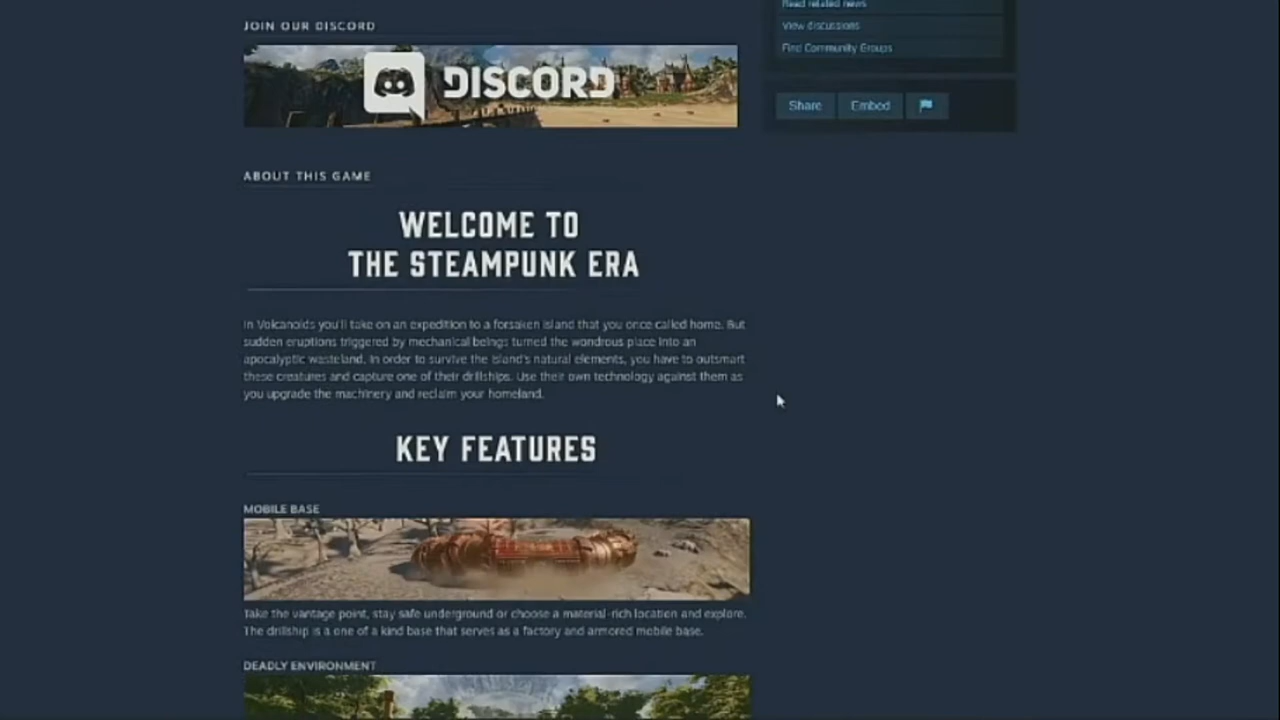 JOIN OUR DISCORD
DISCORD
ABOUT THIS GAME
WELCOME TO
THE STEAMPUNK ERA
In Volcanoids you'll take on an expedition to a forsaken island that you once called home. But
sudden eruptions triggered by mechanical beings turned the wondrous place into an
apocalyptic wasteland. In order to survive the island's natural elements, you have to outsmart
these creatures and capture one of their drillships. Use their own technology against them as
you upgrade the machinery and reclaim your homeland.
KEY FEATURES
MOBILE BASE
Take the vantage point, stay safe underground or choose a material-rich location and explore.
The drillship is a one of a kind base that serves as a factory and armored mobile base.
DEADLY ENVIRONMENT
Read related news
View discussions
Find Community Groups
Share
Embed